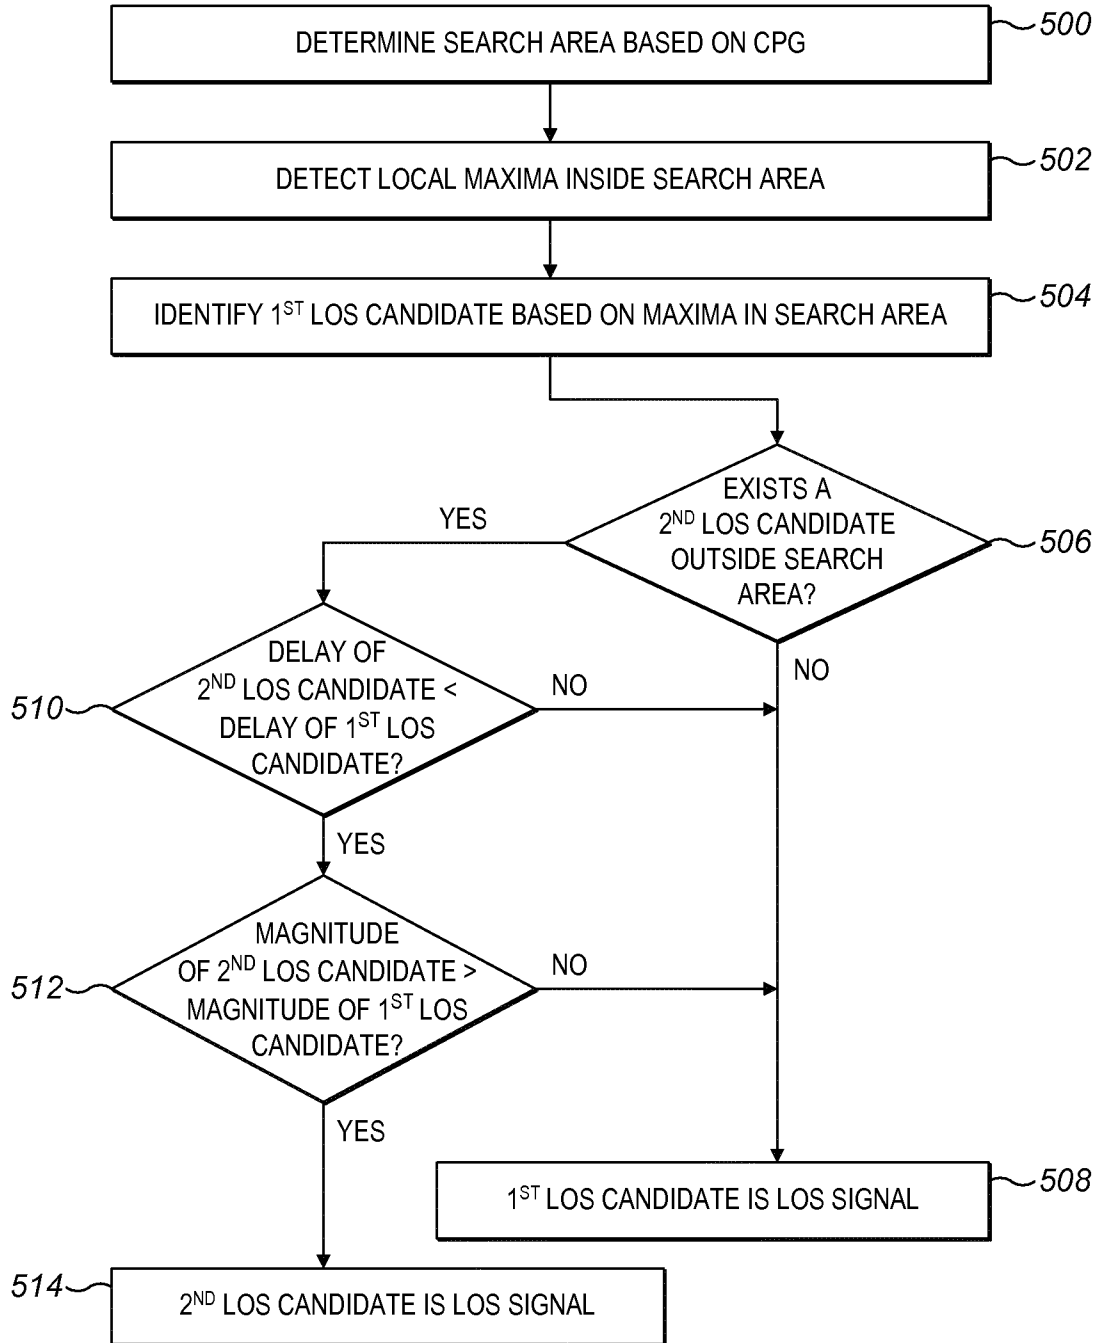 DETERMINE SEARCH AREA BASED ON CPG
500
DETECT LOCAL MAXIMA INSIDE SEARCH AREA
502
IDENTIFY 1ST LOS CANDIDATE BASED ON MAXIMA IN SEARCH AREA
504
EXISTS A
2ND LOS CANDIDATE
OUTSIDE SEARCH
AREA?
506
YES
NO
DELAY OF
2ND LOS CANDIDATE <
DELAY OF 1ST LOS
CANDIDATE?
510
NO
YES
MAGNITUDE
OF 2ND LOS CANDIDATE >
MAGNITUDE OF 1ST LOS
CANDIDATE?
512
NO
YES
1ST LOS CANDIDATE IS LOS SIGNAL
508
514
2ND LOS CANDIDATE IS LOS SIGNAL